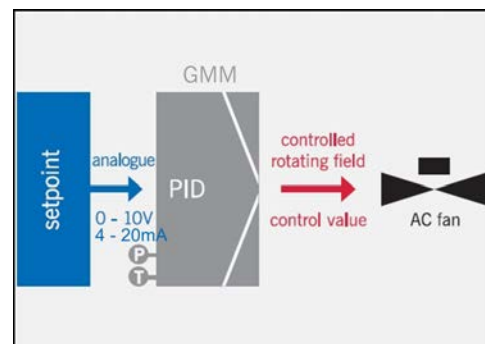 GMM
setpoint
analogue
0 - 10V
4 - 20mA
P
T
PID
controlled
rotating field
control value
AC fan